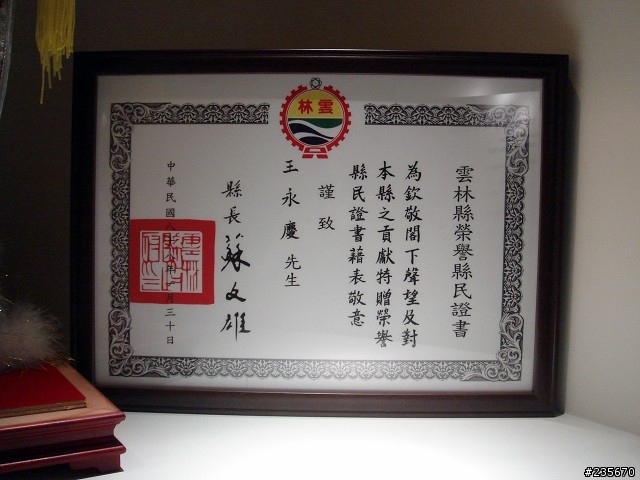 雲林
雲林縣榮譽縣民證書
為欽敬閣下聲望及對
本縣之貢獻特贈榮譽
縣民證書藉表敬意
謹致
王永慶先生
縣長蘇文雄
中華民國八
月三十日
#235670